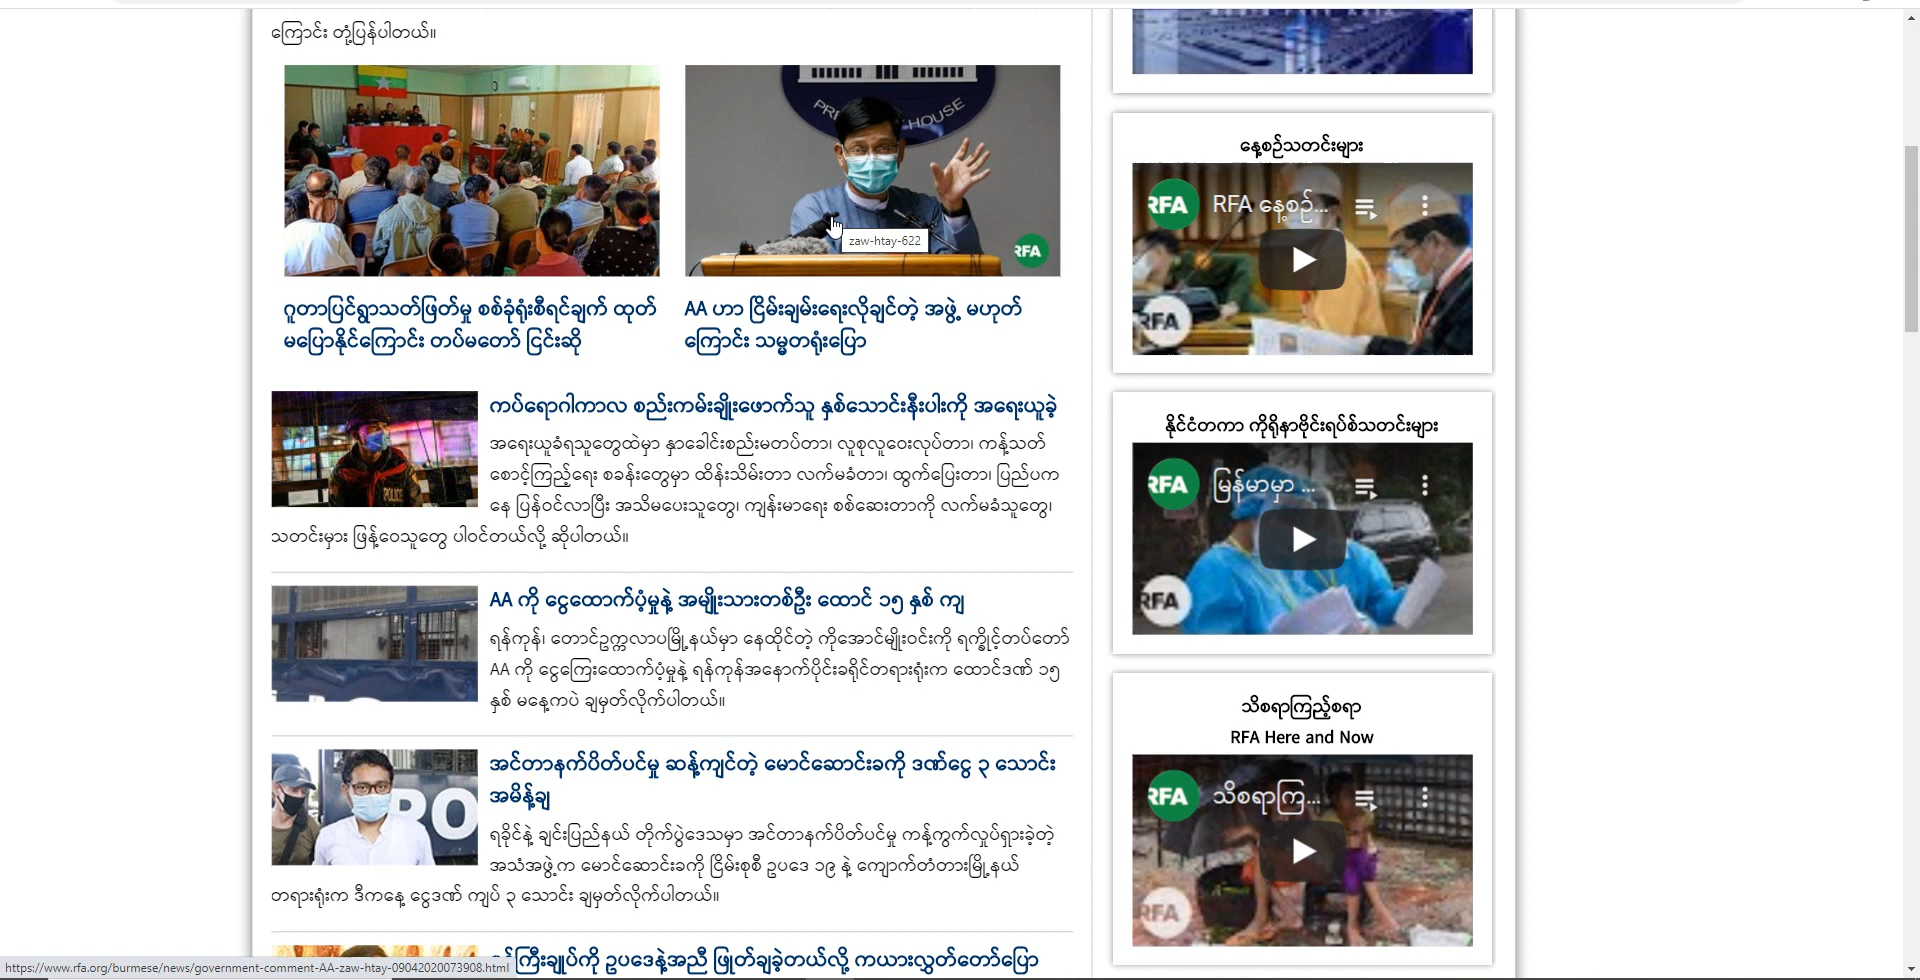 ကြောင်း တုံ့ပြန်ပါတယ်။
HOUSE
zaw-htay-622
RFA
ဂူတာပြင်ရွာသတ်ဖြတ်မှု စစ်ခုံရုံးစီရင်ချက် ထုတ်
မပြောနိုင်ကြောင်း တပ်မတော် ငြင်းဆို
AA ဟာ ငြိမ်းချမ်းရေးလိုချင်တဲ့ အဖွဲ့ မဟုတ်
ကြောင်း သမ္မတရုံးပြော
ကပ်ရောဂါကာလ စည်းကမ်းချိုးဖောက်သူ နှစ်သောင်းနီးပါးကို အရေးယူခဲ့
အရေးယူခံရသူတွေထဲမှာ နှာခေါင်းစည်းမတပ်တာ၊ လူစုလူဝေးလုပ်တာ၊ ကန့်သတ်
စောင့်ကြည့်ရေး စခန်းတွေမှာ ထိန်းသိမ်းတာ လက်မခံတာ၊ ထွက်ပြေးတာ၊ ပြည်ပက
နေ ပြန်ဝင်လာပြီး အသိမပေးသူတွေ၊ ကျန်းမာရေး စစ်ဆေးတာကို လက်မခံသူတွေ၊
သတင်းမှား ဖြန့်ဝေသူတွေ ပါဝင်တယ်လို့ ဆိုပါတယ်။
POLICE
AA ကို ငွေထောက်ပံ့မှုနဲ့ အမျိုးသားတစ်ဦး ထောင် ၁၅ နှစ် ကျ
ရန်ကုန်၊ တောင်ဥက္ကလာပမြို့နယ်မှာ နေထိုင်တဲ့ ကိုအောင်မျိုးဝင်းကို ရက္ခိုင့်တပ်တော်
AA ကို ငွေကြေးထောက်ပံ့မှုနဲ့ ရန်ကုန်အနောက်ပိုင်းခရိုင်တရားရုံးက ထောင်ဒဏ် ၁၅
နှစ် မနေ့ကပဲ ချမှတ်လိုက်ပါတယ်။
အင်တာနက်ပိတ်ပင်မှု ဆန့်ကျင်တဲ့ မောင်ဆောင်းခကို ဒဏ်ငွေ ၃ သောင်း
အမိန့်ချ
ရခိုင်နဲ့ ချင်းပြည်နယ် တိုက်ပွဲဒေသမှာ အင်တာနက်ပိတ်ပင်မှု ကန့်ကွက်လှုပ်ရှားခဲ့တဲ့
အသံအဖွဲ့က မောင်ဆောင်းခကို ငြိမ်းစုစီ ဥပဒေ ၁၉ နဲ့ ကျောက်တံတားမြို့နယ်
တရားရုံးက ဒီကနေ့ ငွေဒဏ် ကျပ် ၃ သောင်း ချမှတ်လိုက်ပါတယ်။
ကြီးချုပ်ကို ဥပဒေနဲ့အညီ ဖြုတ်ချခဲ့တယ်လို့ ကယားလွှတ်တော်ပြော
https://www.rfa.org/burmese/news/government-comment-AA-zaw-htay-09042020073908.html
နေ့စဉ်သတင်းများ
RFA RFA နေ့စဉ်...
RFA
နိုင်ငံတကာ ကိုရိုနာဗိုင်းရပ်စ်သတင်းများ
RFA မြန်မာမှာ ...
RFA
သိစရာကြည့်စရာ
RFA Here and Now
RFA သိစရာကြ...
RFA